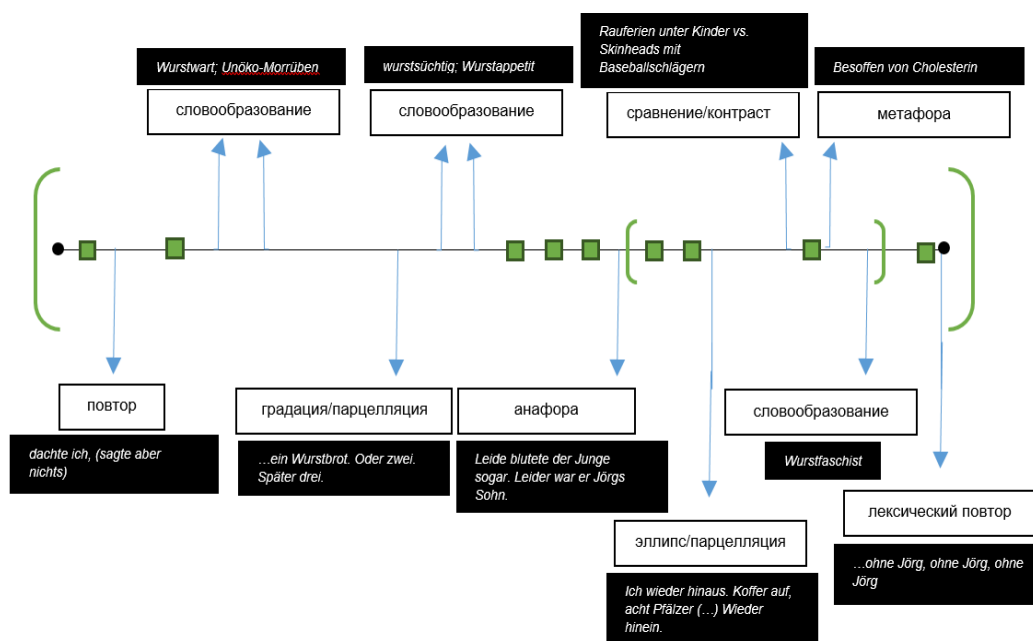 Wurstwart; Unöko-Morrüben
словообразование
wurstsüchtig; Wurstappetit
словообразование
Rauferien unter Kinder vs.
Skinheads mit
Baseballschlägern
сравнение/контраст
Besoffen von Cholesterin
метафора
повтор
dachte ich, (sagte aber
nichts)
градация/парцелляция
…ein Wurstbrot. Oder zwei.
Später drei.
анафора
Leide blutete der Junge
sogar. Leider war er Jörgs
Sohn.
эллипс/парцелляция
Ich wieder hinaus. Koffer auf,
acht Pfälzer (…) Wieder
hinein.
словообразование
Wurstfaschist
лексический повтор
…ohne Jörg, ohne Jörg, ohne
Jörg